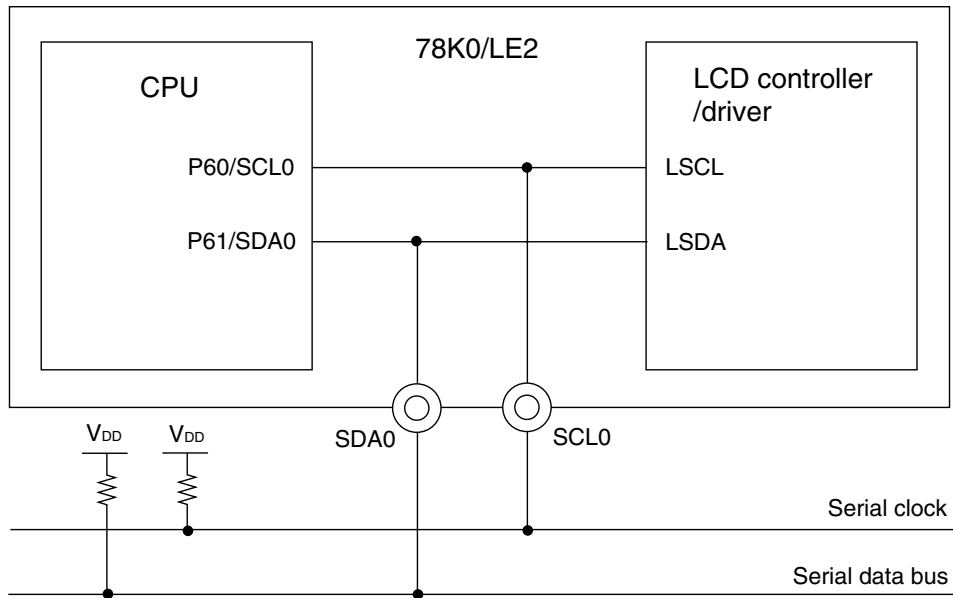 78K0/LE2
CPU
LCD controller
/driver
P60/SCL0
LSCL
P61/SDA0
LSDA
VDD
VDD
SDA0
SCL0
Serial clock
Serial data bus